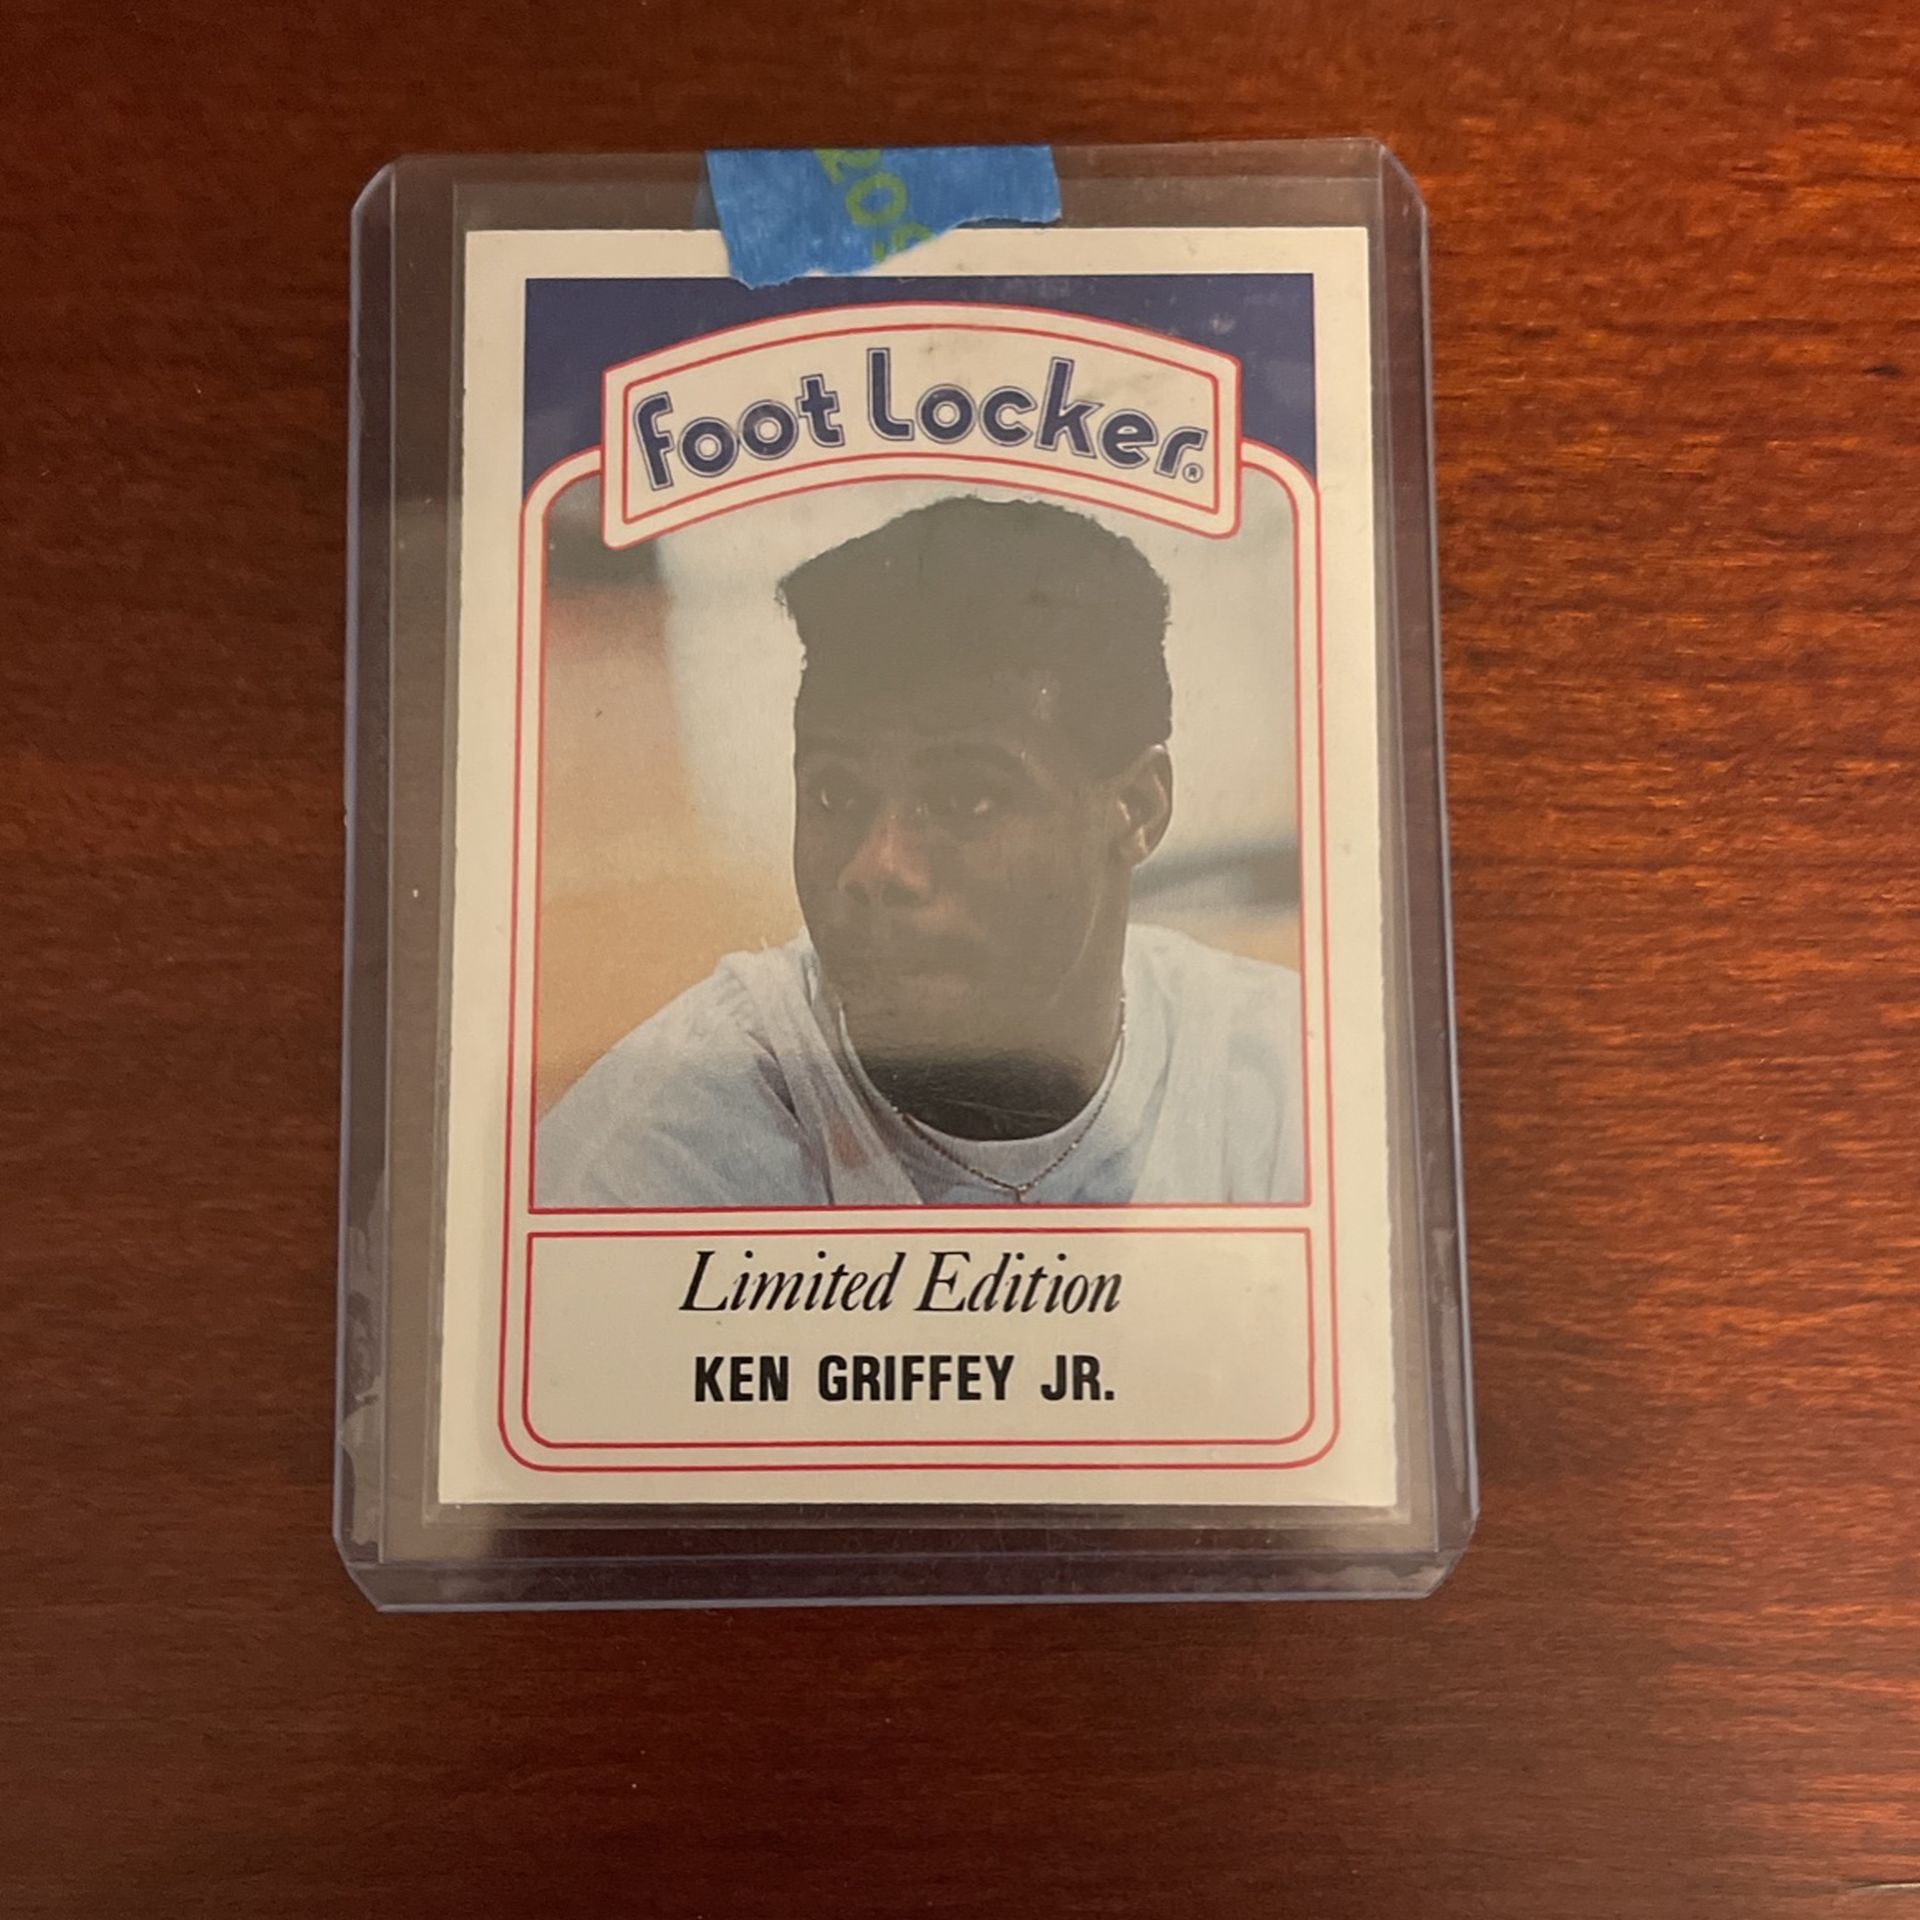 Foot Locker®
Limited Edition
KEN GRIFFEY JR.